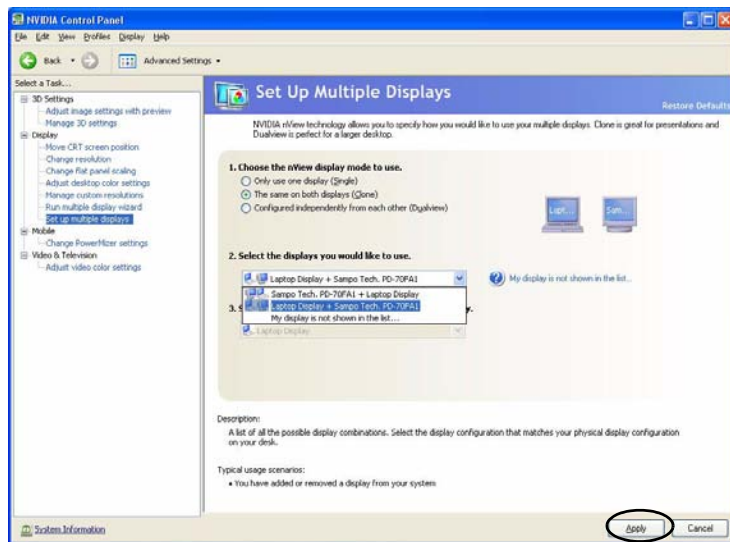 NVIDIA Control Panel
File Edit View Profiles Display Help
Back Advanced Settings
Select a Task...
3D Settings
Adjust image settings with preview
Manage 3D settings
Display
Move CRT screen position
Change resolution
Change flat panel scaling
Adjust desktop color settings
Manage custom resolutions
Run multiple display wizard
Set up multiple displays
Mobile
Change PowerMizer settings
Video & Television
Adjust video color settings
Set Up Multiple Displays
Restore Defaults
NVIDIA nView technology allows you to specify how you would like to use your multiple displays. Clone is great for presentations and
Dualview is perfect for a larger desktop.
1. Choose the nView display mode to use.
Only use one display (Single)
The same on both displays (Clone)
Configured independently from each other (Dualview)
Lapt... Sam...
2. Select the displays you would like to use.
Laptop Display + Sampo Tech. PD-70FA1
My display is not shown in the list...
Sampo Tech. PD-70FA1 + Laptop Display
Laptop Display + Sampo Tech. PD-70FA1
My display is not shown in the list...
3.
Laptop Display
Description:
A list of all the possible display combinations. Select the display configuration that matches your physical display configuration
on your desk.
Typical usage scenarios:
• You have added or removed a display from your system
System Information
Apply Cancel